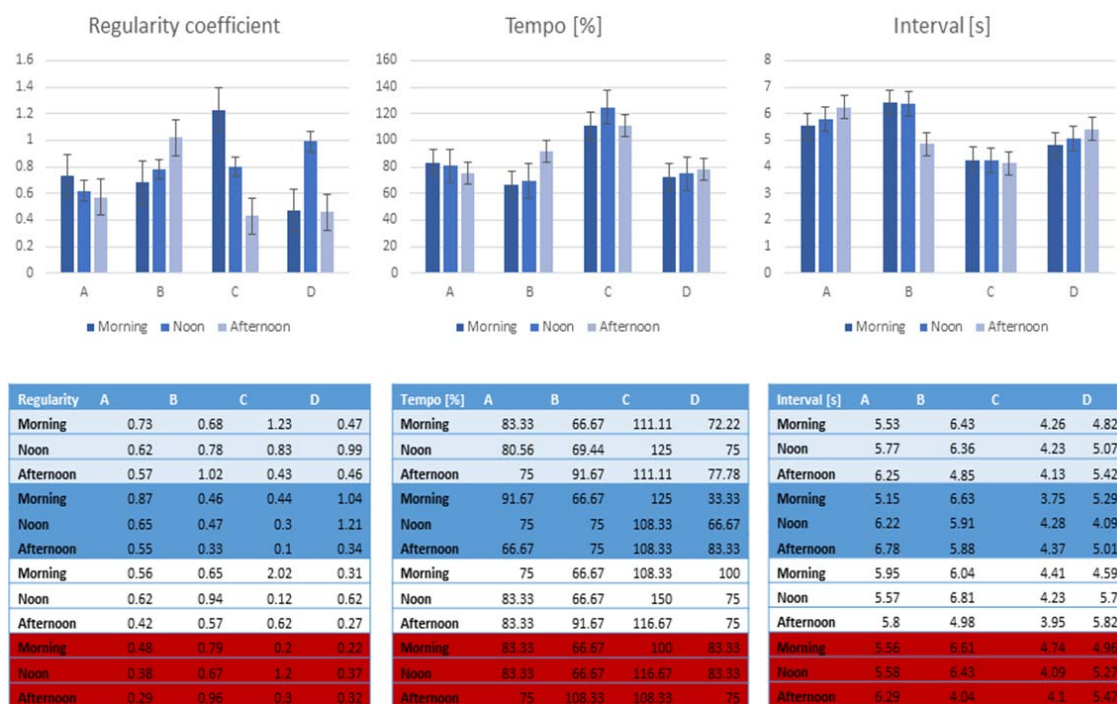 Regularity coefficient
1.6
1.4
1.2
1
0.8
0.6
0.4
0.2
0
A B C D
Morning Noon Afternoon
Tempo [%]
160
140
120
100
80
60
40
20
0
A B C D
Morning Noon Afternoon
Interval [s]
8
7
6
5
4
3
2
1
0
A B C D
Morning Noon Afternoon
Regularity A B C D
Morning 0.73 0.68 1.23 0.47
Noon 0.62 0.78 0.83 0.99
Afternoon 0.57 1.02 0.43 0.46
Morning 0.87 0.46 0.44 1.04
Noon 0.65 0.47 0.3 1.21
Afternoon 0.55 0.33 0.1 0.34
Morning 0.56 0.65 2.02 0.31
Noon 0.62 0.94 0.12 0.62
Afternoon 0.42 0.57 0.62 0.27
Morning 0.48 0.79 0.2 0.22
Noon 0.38 0.67 1.2 0.37
Afternoon 0.29 0.96 0.3 0.32
Tempo [%] A B C D
Morning 83.33 66.67 111.11 72.22
Noon 80.56 69.44 125 75
Afternoon 75 91.67 111.11 77.78
Morning 91.67 66.67 125 33.33
Noon 75 75 108.33 66.67
Afternoon 66.67 75 108.33 83.33
Morning 75 66.67 108.33 100
Noon 83.33 66.67 150 75
Afternoon 83.33 91.67 116.67 75
Morning 83.33 66.67 100 83.33
Noon 83.33 66.67 116.67 83.33
Afternoon 75 108.33 108.33 75
Interval [s] A B C D
Morning 5.53 6.43 4.26 4.82
Noon 5.77 6.36 4.23 5.07
Afternoon 6.25 4.85 4.13 5.42
Morning 5.15 6.63 3.75 5.29
Noon 6.22 5.91 4.28 4.09
Afternoon 6.78 5.88 4.37 5.01
Morning 5.95 6.04 4.41 4.59
Noon 5.57 6.81 4.23 5.7
Afternoon 5.8 4.98 3.95 5.82
Morning 5.56 6.61 4.74 4.96
Noon 5.58 6.43 4.09 5.27
Afternoon 6.29 4.04 4.1 5.47